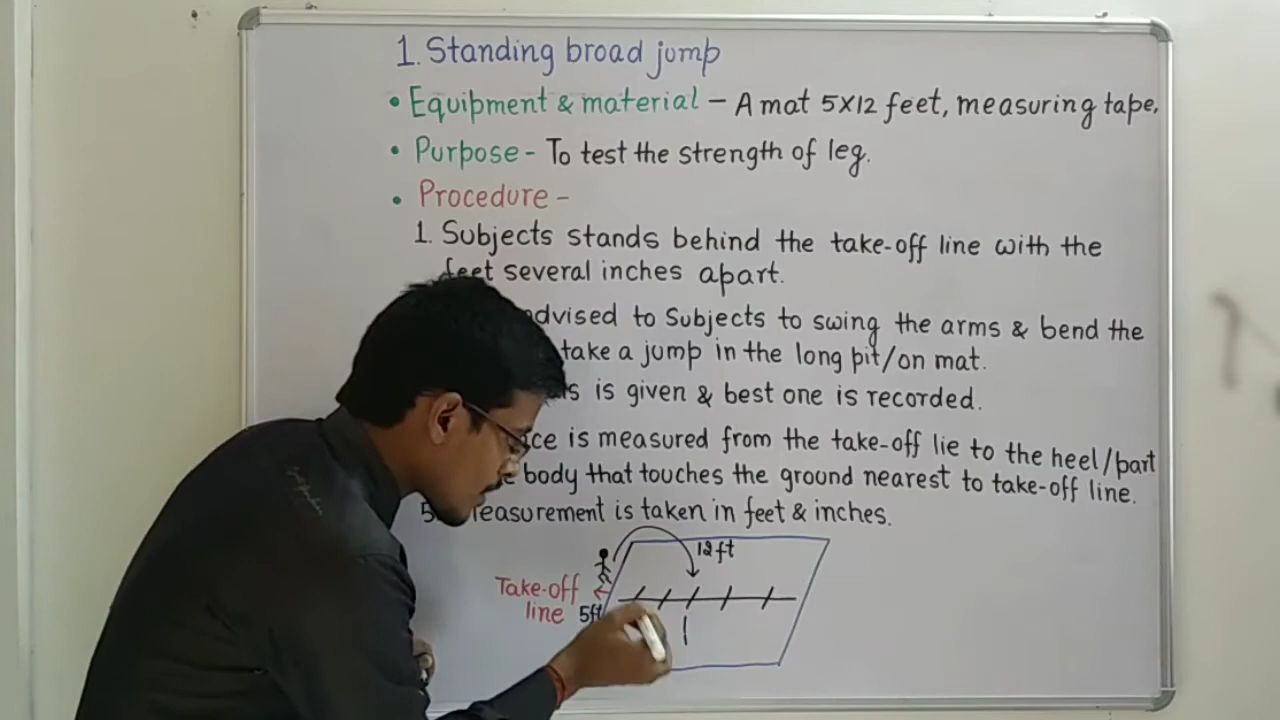 1. Standing broad jump
• Equipment & material – A mat 5X12 feet, measuring tape,
• Purpose - To test the strength of leg.
• Procedure -
1. Subjects stands behind the take-off line with the
feet several inches apart.
advised to Subjects to swing the arms & bend the
take a jump in the long pit/on mat.
is given & best one is recorded.
is measured from the take-off lie to the heel/part
body that touches the ground nearest to take-off line.
5. Measurement is taken in feet & inches.
12ft
Take-off
line
5ft